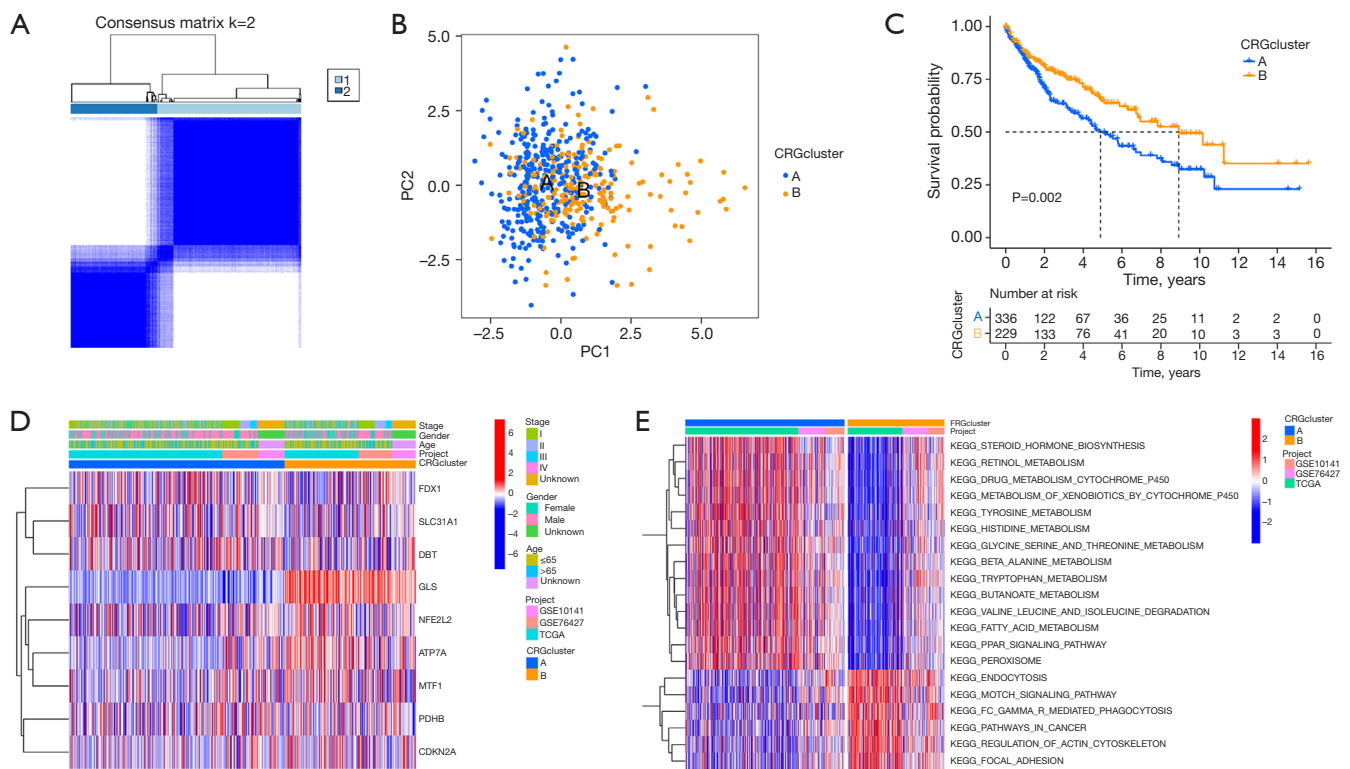 A
Consensus matrix k=2
1
2
B
5.0
2.5
0.0
−2.5
PC2
−2.5
0.0
2.5
5.0
PC1
A
B
CRGcluster
A
B
C
1.00
0.75
0.50
0.25
0.00
Survival probability
P=0.002
CRGcluster
A
B
0 2 4 6 8 10 12 14 16
Time, years
Number at risk
CRGcluster
A 336 122 67 36 25 11 2 2 0
B 229 133 76 41 20 10 3 3 0
0 2 4 6 8 10 12 14 16
Time, years
D
Stage
Gender
Age
Project
CRGcluster
FDX1
SLC31A1
DBT
GLS
NFE2L2
ATP7A
MTF1
PDHB
CDKN2A
6
4
2
0
−2
−4
−6
Stage
I
II
III
IV
Unknown
Gender
Female
Male
Unknown
Age
≤65
>65
Unknown
Project
GSE10141
GSE76427
TCGA
CRGcluster
A
B
E
FRGcluster
Project
KEGG_STEROID_HORMONE_BIOSYNTHESIS
KEGG_RETINOL_METABOLISM
KEGG_DRUG_METABOLISM_CYTOCHROME_P450
KEGG_METABOLISM_OF_XENOBIOTICS_BY_CYTOCHROME_P450
KEGG_TYROSINE_METABOLISM
KEGG_HISTIDINE_METABOLISM
KEGG_GLYCINE_SERINE_AND_THREONINE_METABOLISM
KEGG_BETA_ALANINE_METABOLISM
KEGG_TRYPTOPHAN_METABOLISM
KEGG_BUTANOATE_METABOLISM
KEGG_VALINE_LEUCINE_AND_ISOLEUCINE_DEGRADATION
KEGG_FATTY_ACID_METABOLISM
KEGG_PPAR_SIGNALING_PATHWAY
KEGG_PEROXISOME
KEGG_ENDOCYTOSIS
KEGG_MOTCH_SIGNALING_PATHWAY
KEGG_FC_GAMMA_R_MEDIATED_PHAGOCYTOSIS
KEGG_PATHWAYS_IN_CANCER
KEGG_REGULATION_OF_ACTIN_CYTOSKELETON
KEGG_FOCAL_ADHESION
2
1
0
−1
−2
CRGcluster
A
B
Project
GSE10141
GSE76427
TCGA